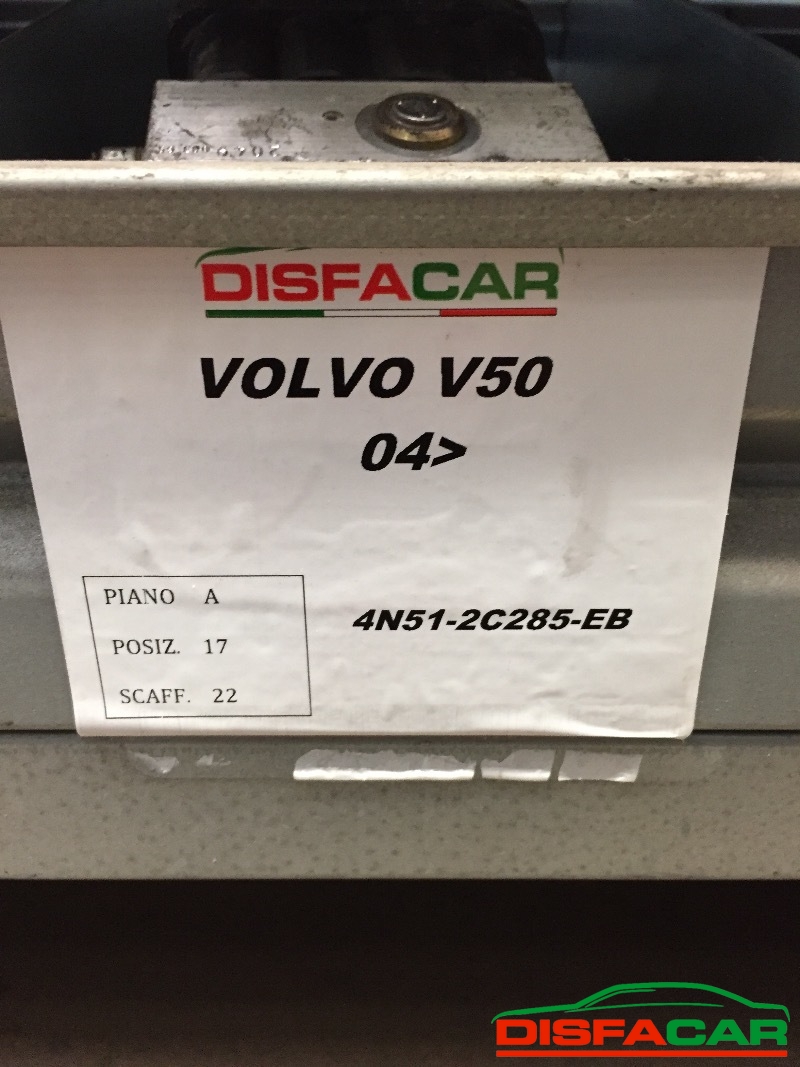 DISFACAR
VOLVO V50
04>
PIANO A
POSIZ. 17
SCAFF. 22
4N51-2C285-EB
DISFACAR